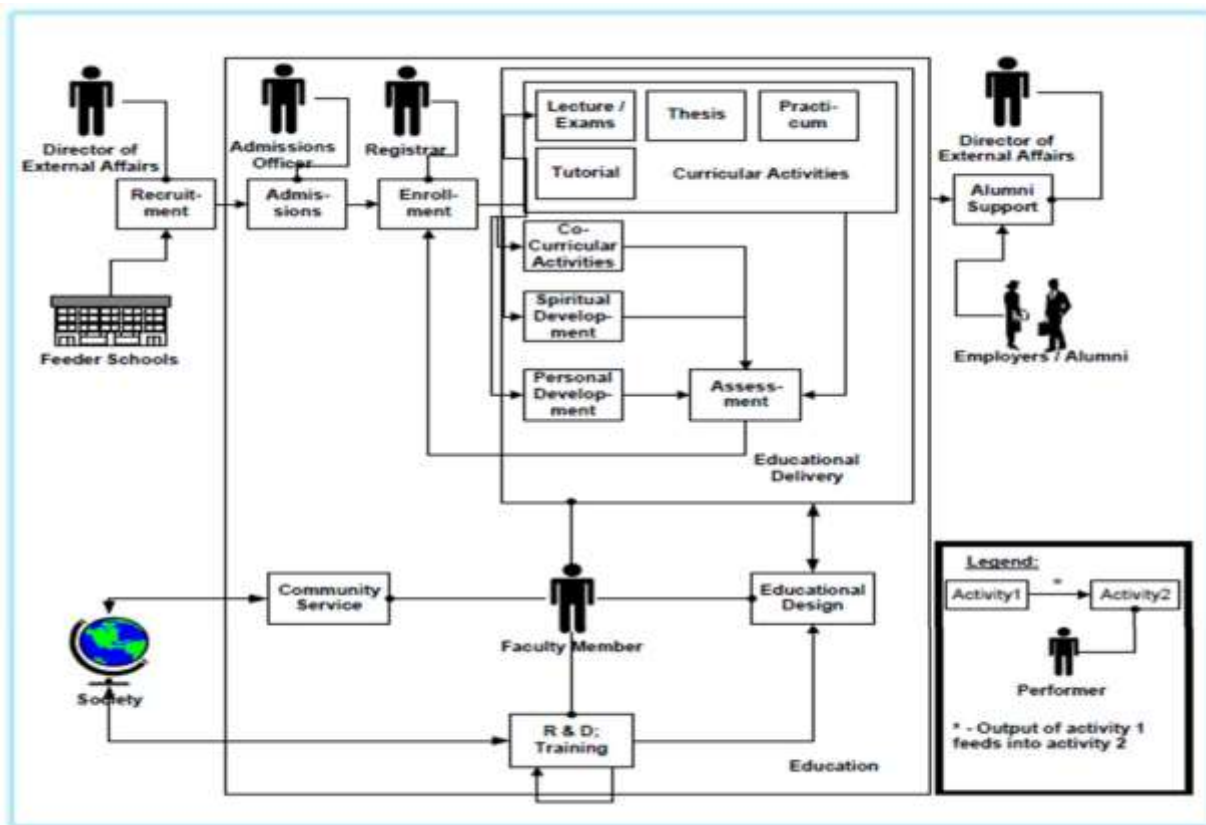 Director of
External Affairs
Recruit-
ment
Feeder Schools
Admissions
Officer
Admis-
sions
Registrar
Enroll-
ment
Lecture /
Exams
Thesis
Practi-
cum
Tutorial
Curricular Activities
Co-
Curricular
Activities
Spiritual
Develop-
ment
Personal
Develop-
ment
Assess-
ment
Educational
Delivery
Director of
External Affairs
Alumni
Support
Employers / Alumni
Community
Service
Faculty Member
Educational
Design
Society
R & D;
Training
Education
Legend:
Activity1
*
Activity2
Performer
* - Output of activity 1
feeds into activity 2